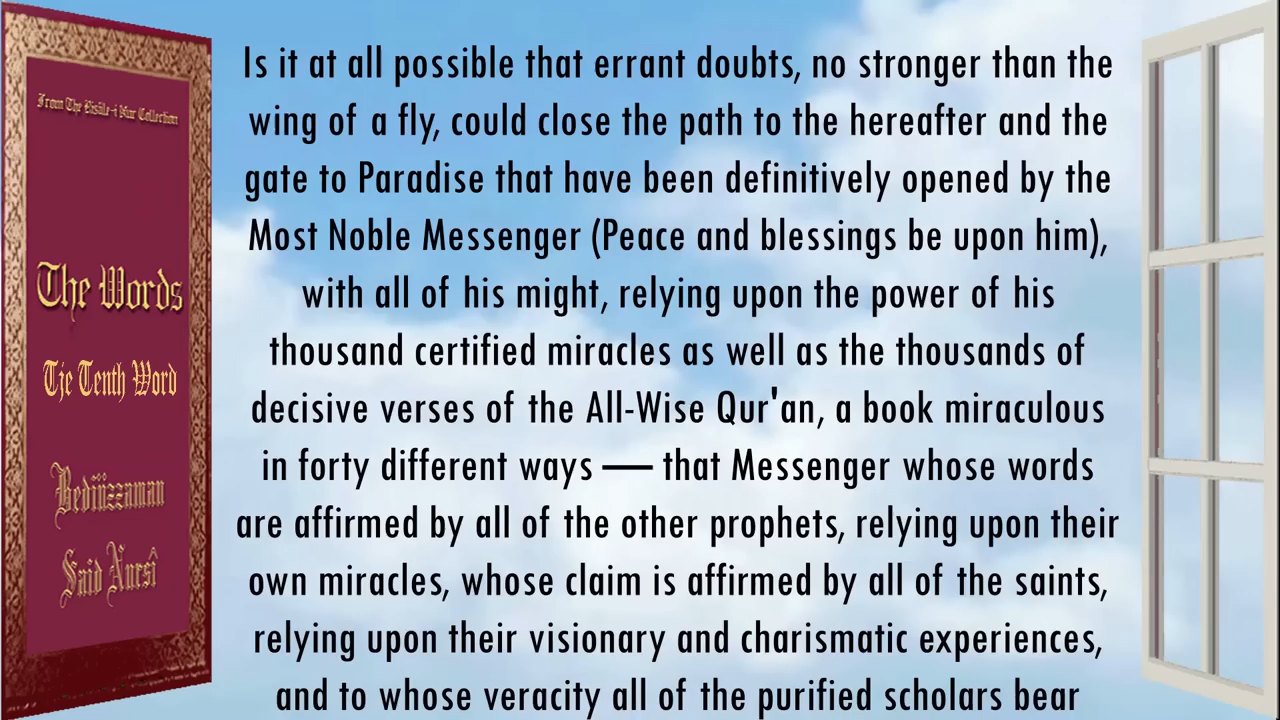 From The Risâle-i Nur Collection
The Words
Tje Tenth Word
Bediüzzaman
Said Nursî
Is it at all possible that errant doubts, no stronger than the
wing of a fly, could close the path to the hereafter and the
gate to Paradise that have been definitively opened by the
Most Noble Messenger (Peace and blessings be upon him),
with all of his might, relying upon the power of his
thousand certified miracles as well as the thousands of
decisive verses of the All-Wise Qur'an, a book miraculous
in forty different ways — that Messenger whose words
are affirmed by all of the other prophets, relying upon their
own miracles, whose claim is affirmed by all of the saints,
relying upon their visionary and charismatic experiences,
and to whose veracity all of the purified scholars bear